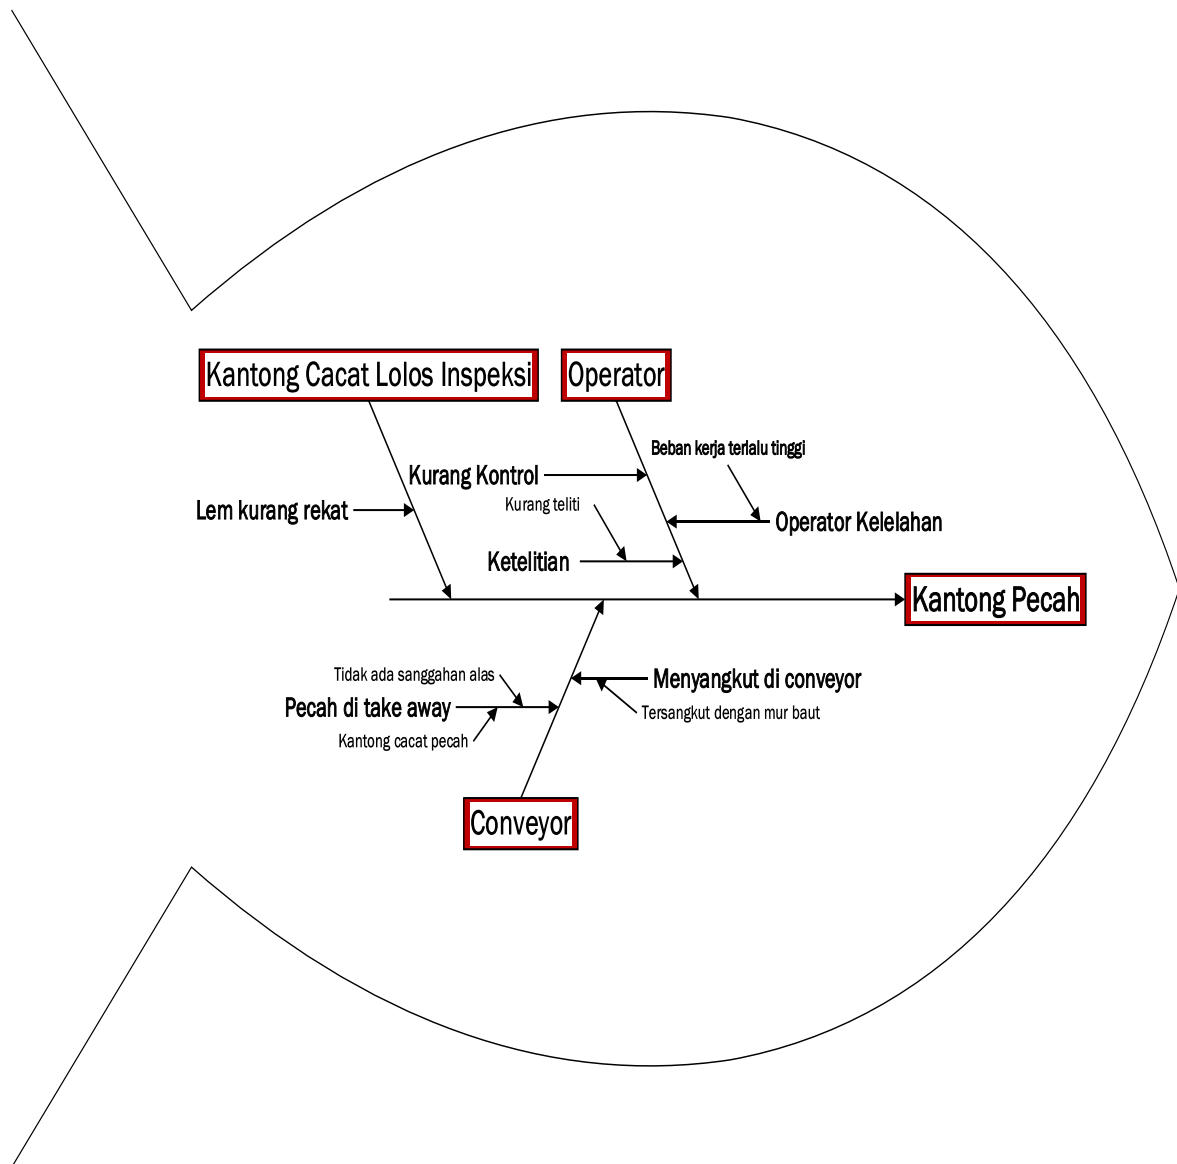 Kantong Cacat Lolos Inspeksi
Operator
Beban kerja terlalu tinggi
Kurang Kontrol
Kurang teliti
Lem kurang rekat
Operator Kelelahan
Ketelitian
Kantong Pecah
Tidak ada sanggahan alas
Menyangkut di conveyor
Pecah di take away
Tersangkut dengan mur baut
Kantong cacat pecah
Conveyor